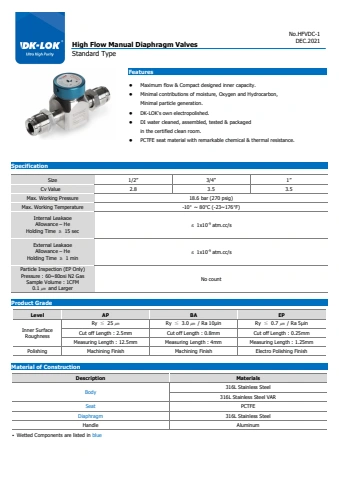 DK-LOK®
Ultra High Purity
High Flow Manual Diaphragm Valves
Standard Type
No.HFVDC-1
DEC.2021
Features
● Maximum flow & Compact designed inner capacity.
● Minimal contributions of moisture, Oxygen and Hydrocarbon,
Minimal particle generation.
● DK-LOK's own electropolished.
● DI water cleaned, assembled, tested & packaged
in the certified clean room.
● PCTFE seat material with remarkable chemical & thermal resistance.
Specification
Size 1/2" 3/4" 1"
Cv Value 2.8 3.5 3.5
Max. Working Pressure 18.6 bar (270 psig)
Max. Working Temperature -10° ~ 80°C (-23~176°F)
Internal Leakage
Allowance – He
Holding Time ≥ 15 sec
≤ 1x10⁻⁹ atm.cc/s
External Leakage
Allowance – He
Holding Time ≥ 1 min
≤ 1x10⁻⁹ atm.cc/s
Particle Inspection (EP Only)
Pressure : 60~80psi N2 Gas
Sample Volume : 1CFM
0.1 ㎛ and Larger
No count
Product Grade
Level AP BA EP
Inner Surface
Roughness
Ry ≤ 25 ㎛ Ry ≤ 3.0 ㎛ / Ra 10μin Ry ≤ 0.7 ㎛ / Ra 5μin
Cut off Length : 2.5mm Cut off Length : 0.8mm Cut off Length : 0.25mm
Measuring Length : 12.5mm Measuring Length : 4mm Measuring Length : 1.25mm
Polishing Machining Finish Machining Finish Electro Polishing Finish
Material of Construction
Description Materials
Body 316L Stainless Steel
316L Stainless Steel VAR
Seat PCTFE
Diaphragm 316L Stainless Steel
Handle Aluminum
• Wetted Components are listed in blue